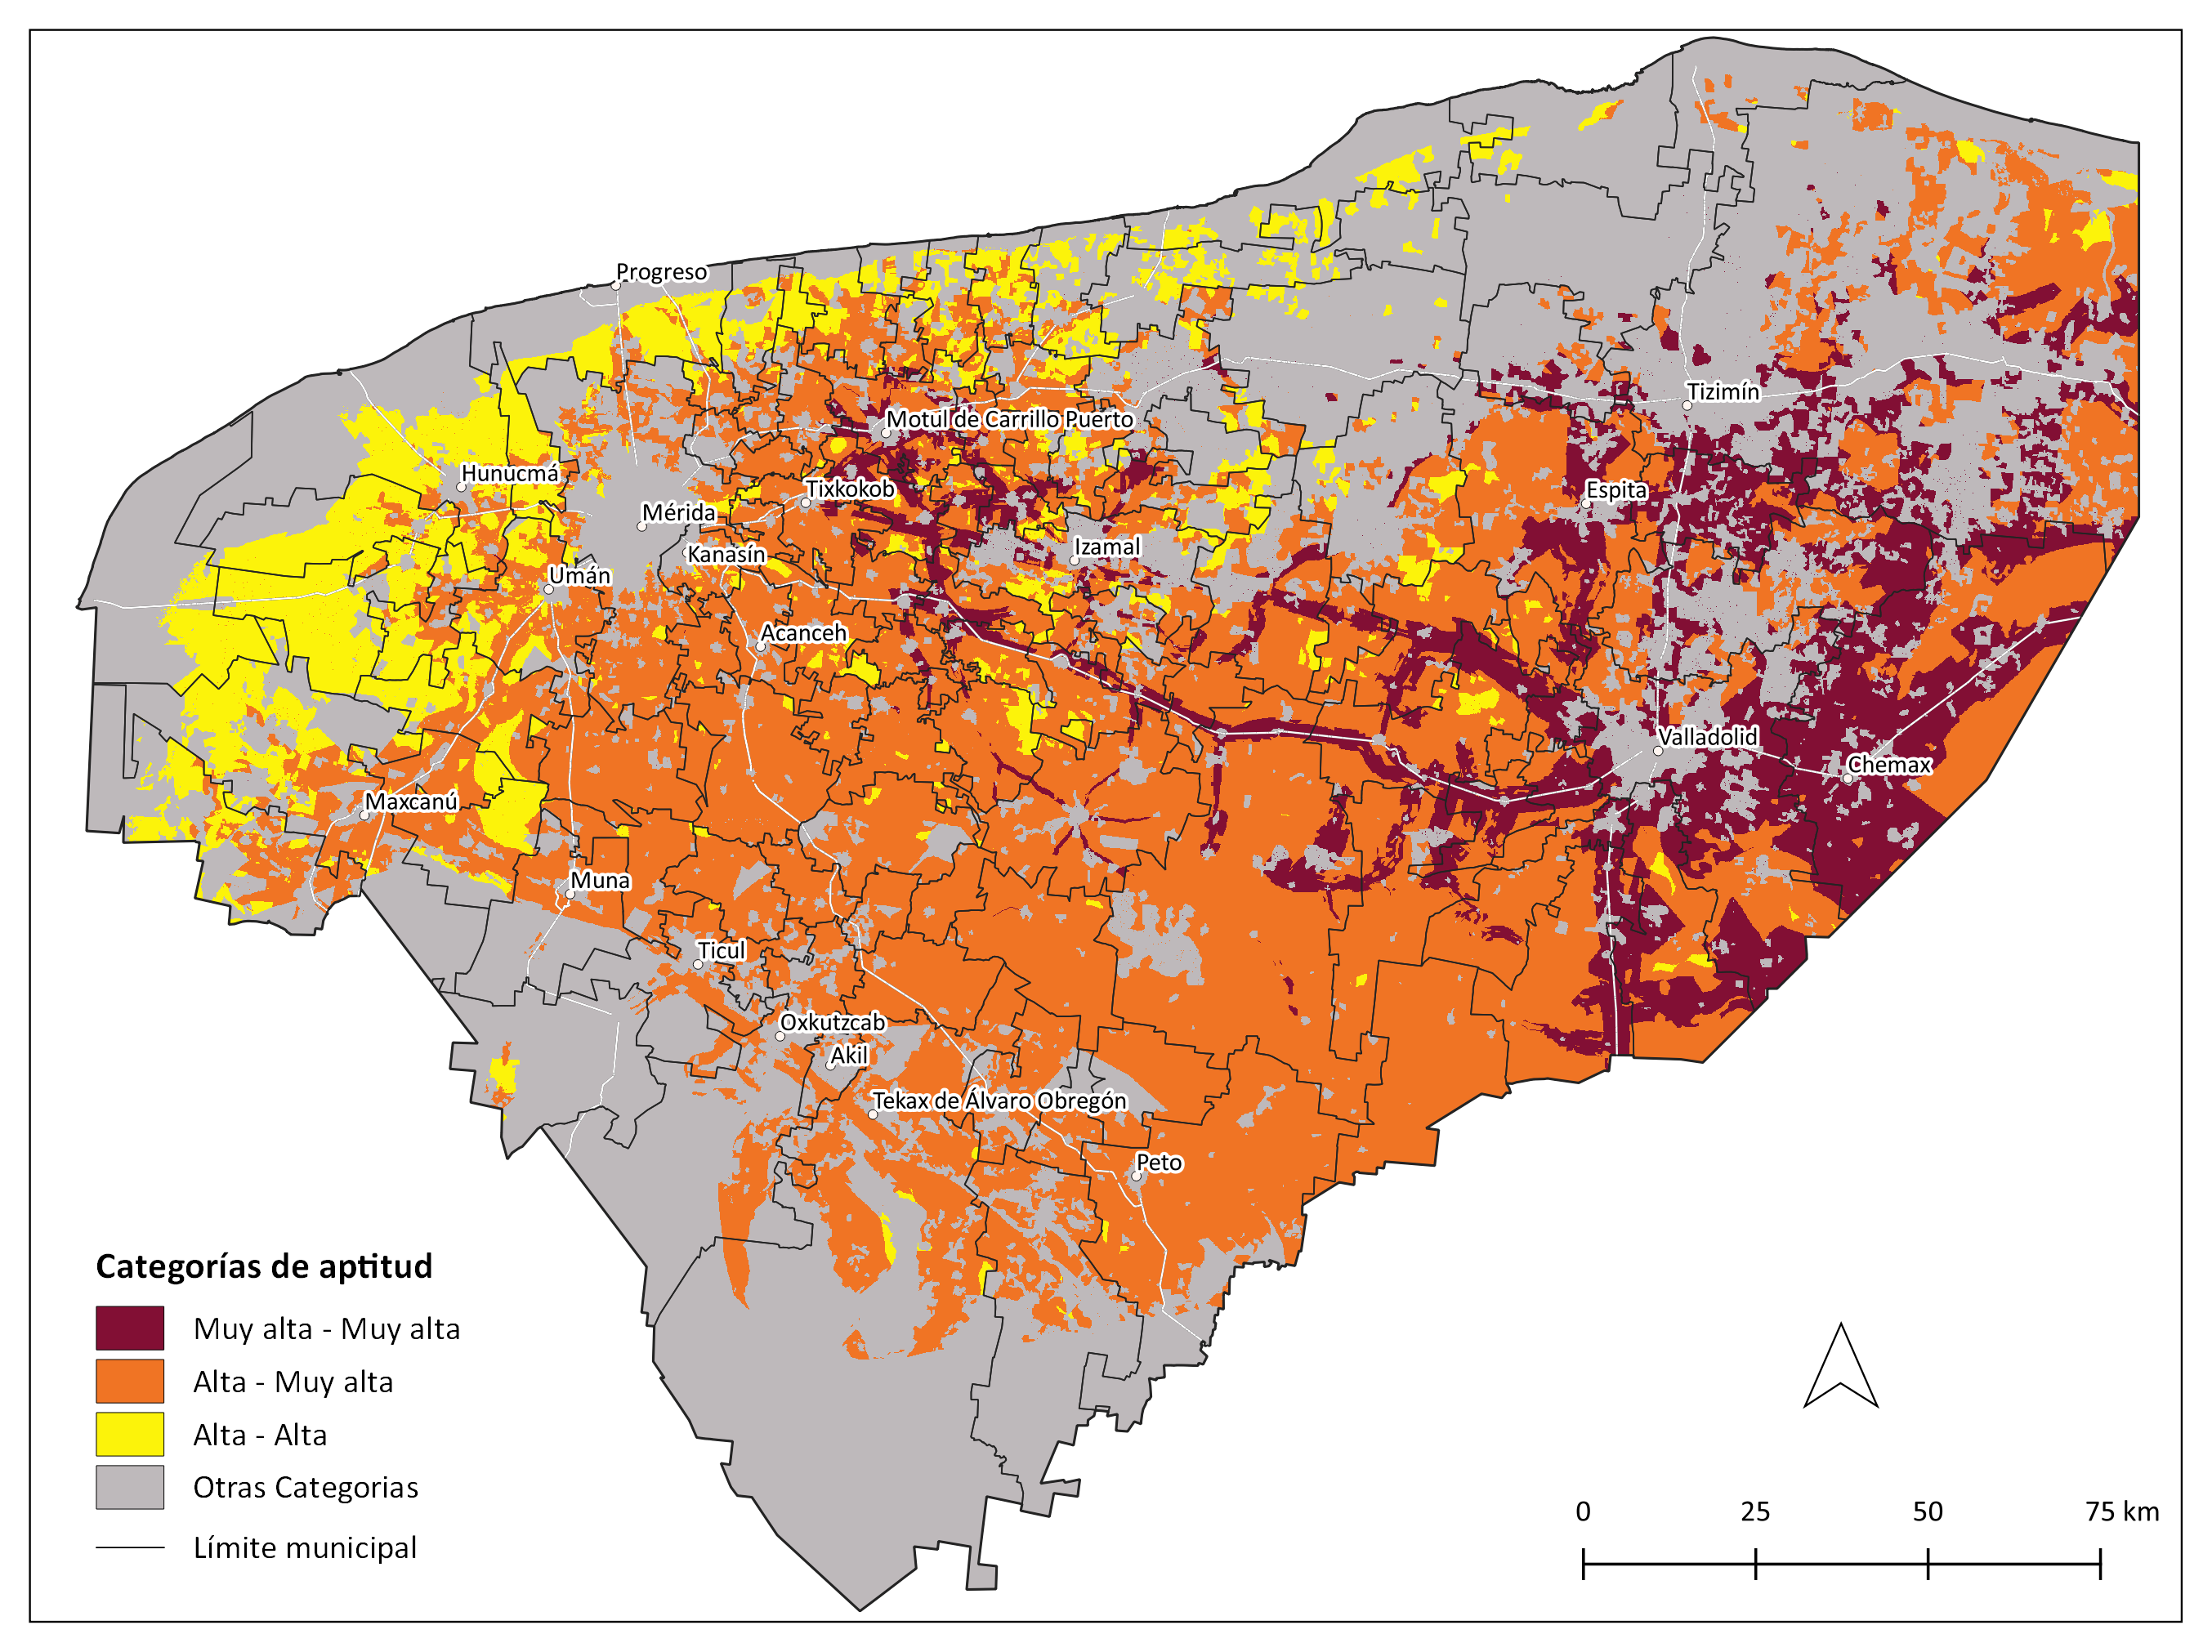 Progreso
Tizimín
Motul de Carrillo Puerto
Hunucmá
Tixkokob
Espita
Mérida
Izamal
Kanasín
Umán
Acanceh
Valladolid
Chemax
Maxcanú
Muna
Ticul
Oxkutzcab
Akil
Tekax de Álvaro Obregón
Peto
Categorías de aptitud
Muy alta - Muy alta
Alta - Muy alta
Alta - Alta
Otras Categorias
Límite municipal
0 25 50 75 km